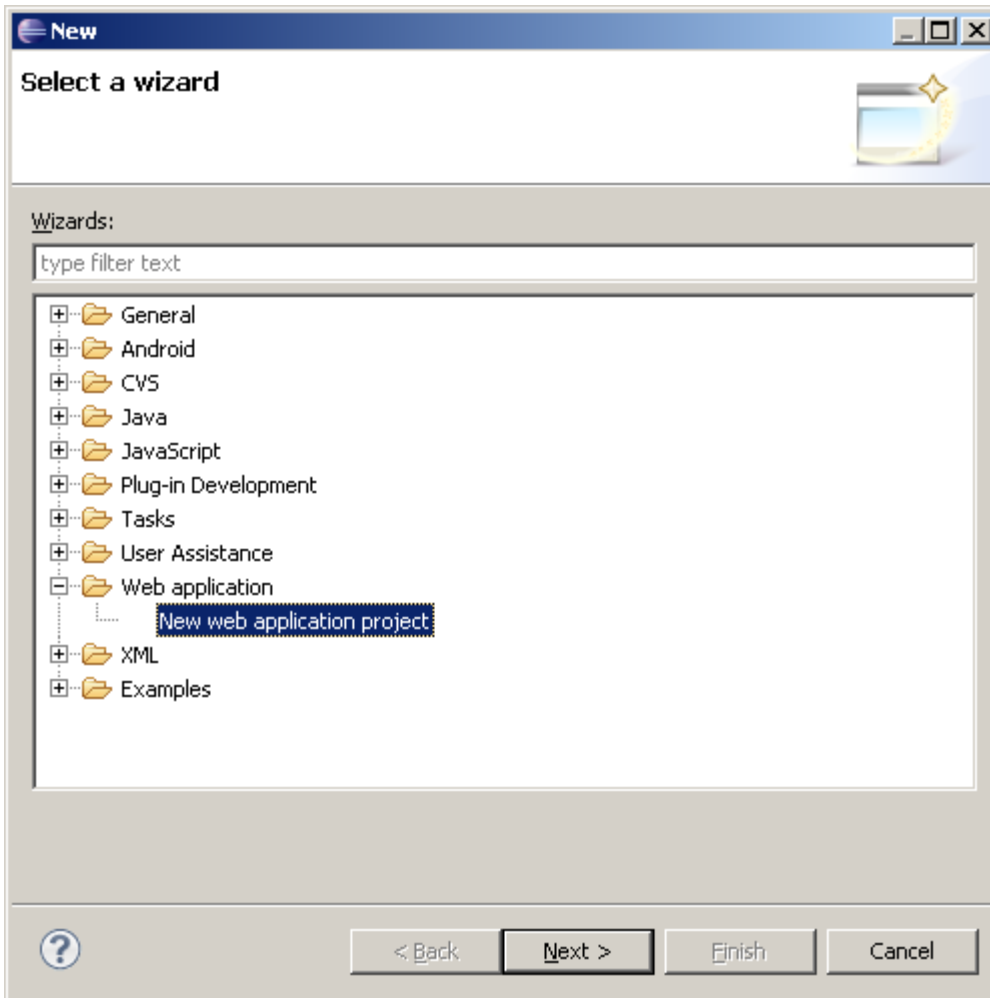 New
Select a wizard
Wizards:
type filter text
General
Android
CVS
Java
JavaScript
Plug-in Development
Tasks
User Assistance
Web application
New web application project
XML
Examples
?
< Back Next > Finish Cancel